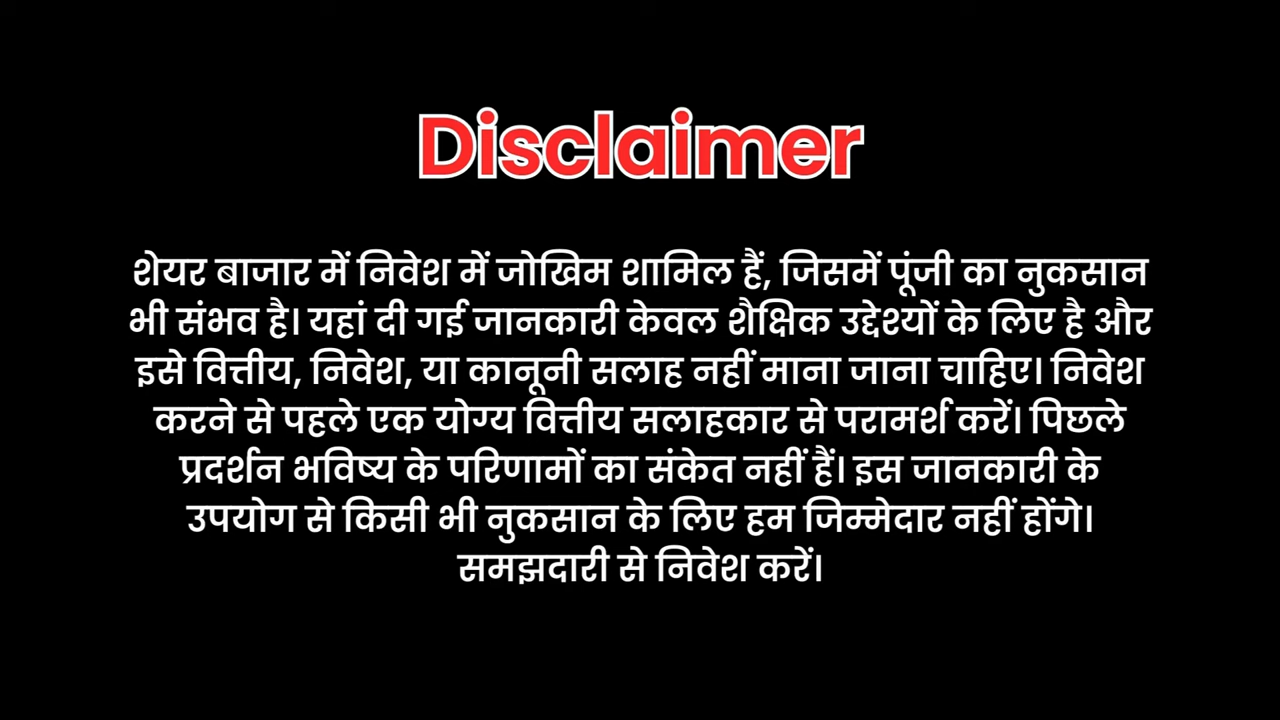 Disclaimer
शेयर बाजार में निवेश में जोखिम शामिल हैं, जिसमें पूंजी का नुकसान
भी संभव है। यहां दी गई जानकारी केवल शैक्षिक उद्देश्यों के लिए है और
इसे वित्तीय, निवेश, या कानूनी सलाह नहीं माना जाना चाहिए। निवेश
करने से पहले एक योग्य वित्तीय सलाहकार से परामर्श करें। पिछले
प्रदर्शन भविष्य के परिणामों का संकेत नहीं हैं। इस जानकारी के
उपयोग से किसी भी नुकसान के लिए हम जिम्मेदार नहीं होंगे।
समझदारी से निवेश करें।